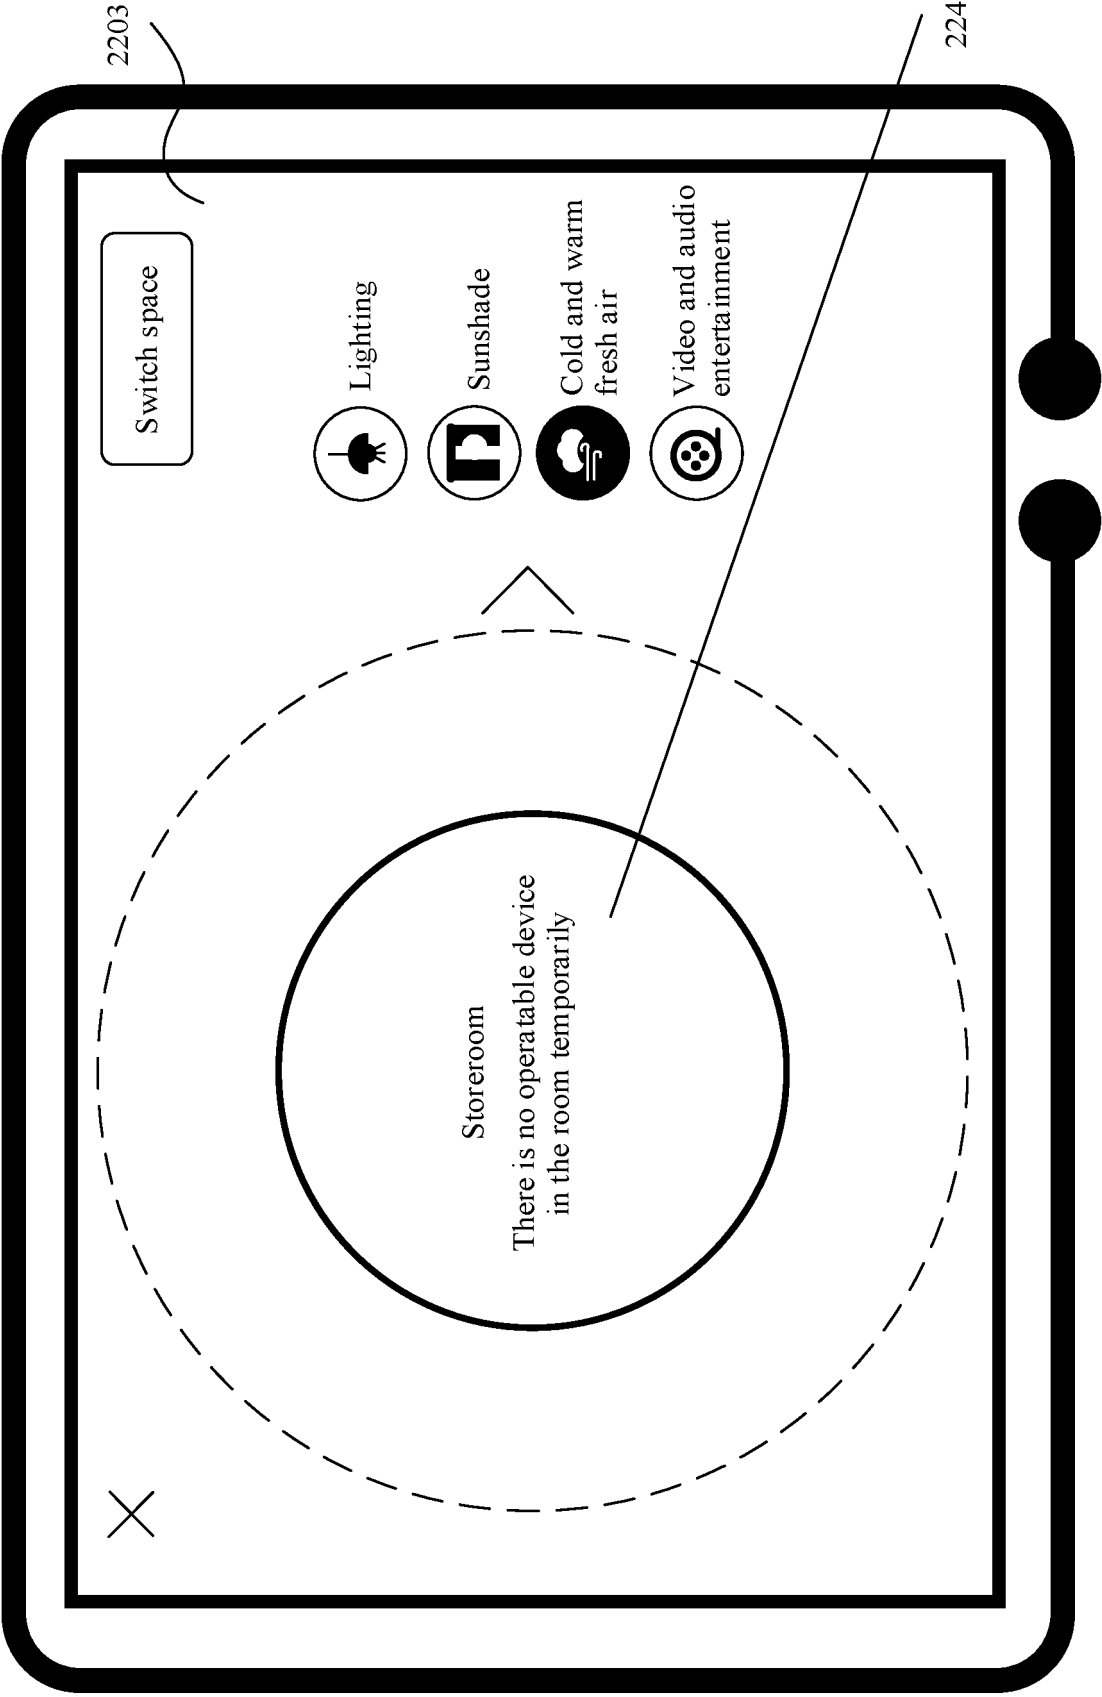 2203
Switch space
Lighting
Sunshade
Cold and warm
fresh air
Video and audio
entertainment
Storeroom
There is no operatable device
in the room temporarily
224